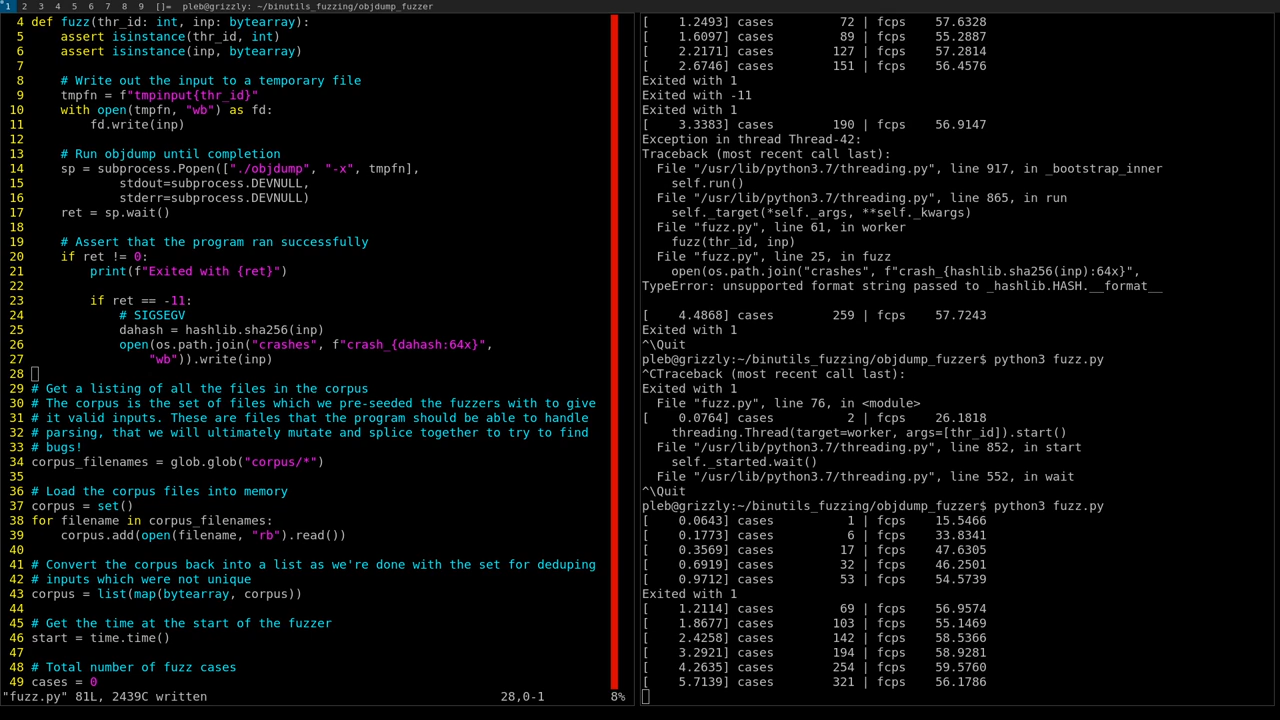 1 2 3 4 5 6 7 8 9 []= pleb@grizzly: ~/binutils_fuzzing/objdump_fuzzer
4 def fuzz(thr_id: int, inp: bytearray):
5     assert isinstance(thr_id, int)
6     assert isinstance(inp, bytearray)
7
8     # Write out the input to a temporary file
9     tmpfn = f"tmpinput{thr_id}"
10     with open(tmpfn, "wb") as fd:
11         fd.write(inp)
12
13     # Run objdump until completion
14     sp = subprocess.Popen(["./objdump", "-x", tmpfn],
15             stdout=subprocess.DEVNULL,
16             stderr=subprocess.DEVNULL)
17     ret = sp.wait()
18
19     # Assert that the program ran successfully
20     if ret != 0:
21         print(f"Exited with {ret}")
22
23         if ret == -11:
24             # SIGSEGV
25             dahash = hashlib.sha256(inp)
26             open(os.path.join("crashes", f"crash_{dahash:64x}",
27                 "wb")).write(inp)
28
29 # Get a listing of all the files in the corpus
30 # The corpus is the set of files which we pre-seeded the fuzzers with to give
31 # it valid inputs. These are files that the program should be able to handle
32 # parsing, that we will ultimately mutate and splice together to try to find
33 # bugs!
34 corpus_filenames = glob.glob("corpus/*")
35
36 # Load the corpus files into memory
37 corpus = set()
38 for filename in corpus_filenames:
39     corpus.add(open(filename, "rb").read())
40
41 # Convert the corpus back into a list as we're done with the set for deduping
42 # inputs which were not unique
43 corpus = list(map(bytearray, corpus))
44
45 # Get the time at the start of the fuzzer
46 start = time.time()
47
48 # Total number of fuzz cases
49 cases = 0
"fuzz.py" 81L, 2439C written 28,0-1 8%
[    1.2493] cases         72 | fcps    57.6328
[    1.6097] cases         89 | fcps    55.2887
[    2.2171] cases        127 | fcps    57.2814
[    2.6746] cases        151 | fcps    56.4576
Exited with 1
Exited with -11
Exited with 1
[    3.3383] cases        190 | fcps    56.9147
Exception in thread Thread-42:
Traceback (most recent call last):
  File "/usr/lib/python3.7/threading.py", line 917, in _bootstrap_inner
    self.run()
  File "/usr/lib/python3.7/threading.py", line 865, in run
    self._target(*self._args, **self._kwargs)
  File "fuzz.py", line 61, in worker
    fuzz(thr_id, inp)
  File "fuzz.py", line 25, in fuzz
    open(os.path.join("crashes", f"crash_{hashlib.sha256(inp):64x}",
TypeError: unsupported format string passed to _hashlib.HASH.__format__
[    4.4868] cases        259 | fcps    57.7243
Exited with 1
^\Quit
pleb@grizzly:~/binutils_fuzzing/objdump_fuzzer$ python3 fuzz.py
^CTraceback (most recent call last):
Exited with 1
  File "fuzz.py", line 76, in <module>
[    0.0764] cases          2 | fcps    26.1818
    threading.Thread(target=worker, args=[thr_id]).start()
  File "/usr/lib/python3.7/threading.py", line 852, in start
    self._started.wait()
  File "/usr/lib/python3.7/threading.py", line 552, in wait
^\Quit
pleb@grizzly:~/binutils_fuzzing/objdump_fuzzer$ python3 fuzz.py
[    0.0643] cases          1 | fcps    15.5466
[    0.1773] cases          6 | fcps    33.8341
[    0.3569] cases         17 | fcps    47.6305
[    0.6919] cases         32 | fcps    46.2501
[    0.9712] cases         53 | fcps    54.5739
Exited with 1
[    1.2114] cases         69 | fcps    56.9574
[    1.8677] cases        103 | fcps    55.1469
[    2.4258] cases        142 | fcps    58.5366
[    3.2921] cases        194 | fcps    58.9281
[    4.2635] cases        254 | fcps    59.5760
[    5.7139] cases        321 | fcps    56.1786